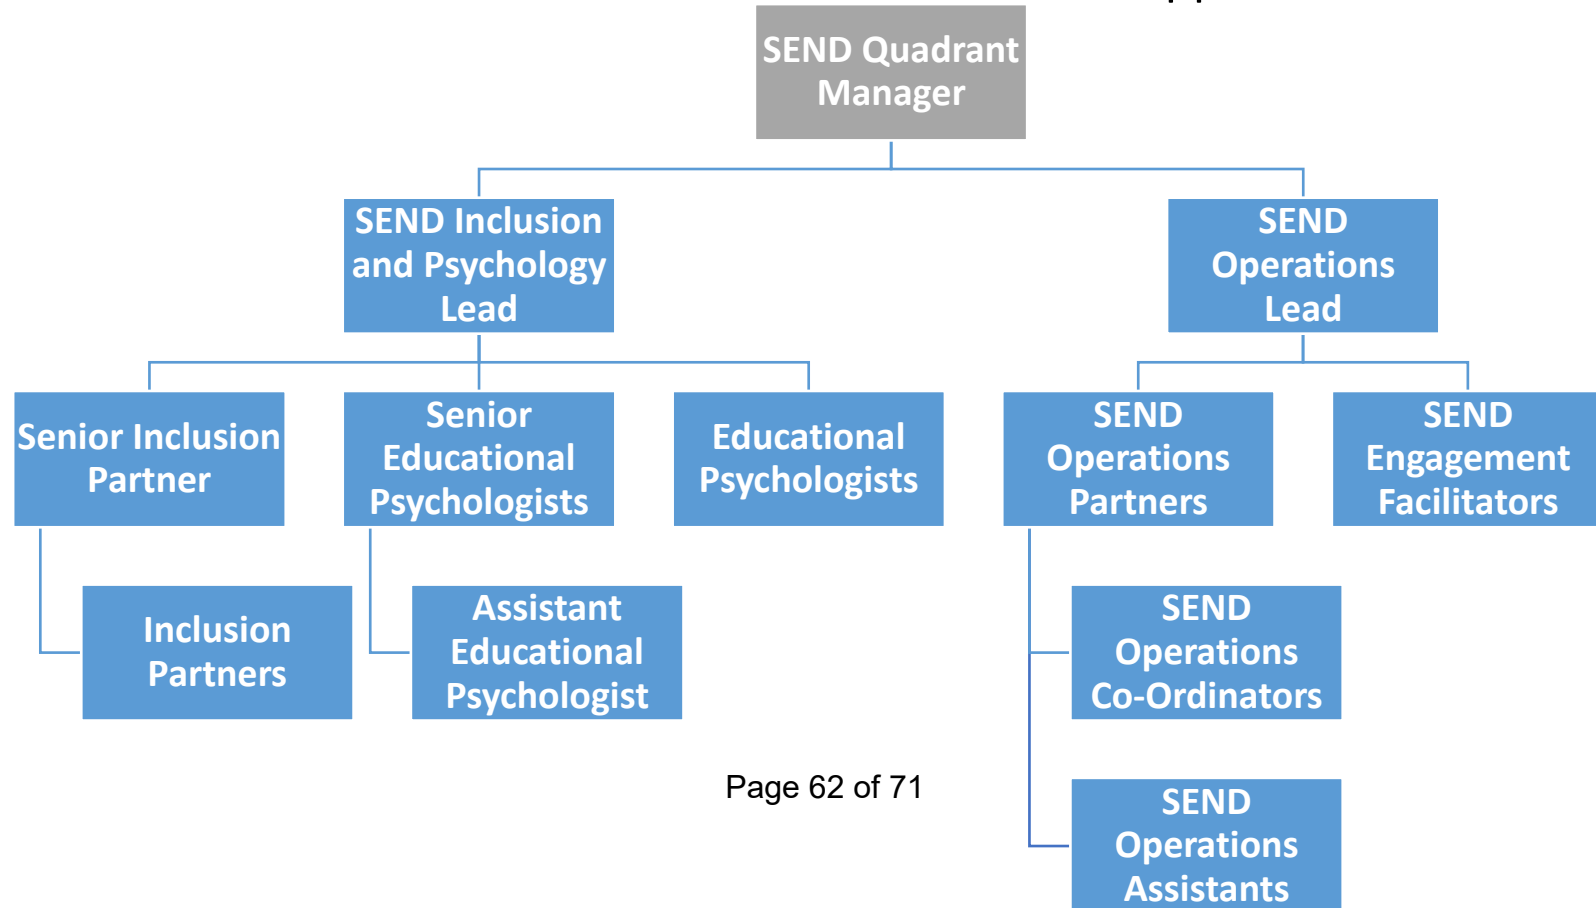 SEND Quadrant
Manager
SEND Inclusion
and Psychology
Lead
SEND
Operations
Lead
Senior Inclusion
Partner
Senior
Educational
Psychologists
Educational
Psychologists
SEND
Operations
Partners
SEND
Engagement
Facilitators
Inclusion
Partners
Assistant
Educational
Psychologist
SEND
Operations
Co-Ordinators
Page 62 of 71
SEND
Operations
Assistants